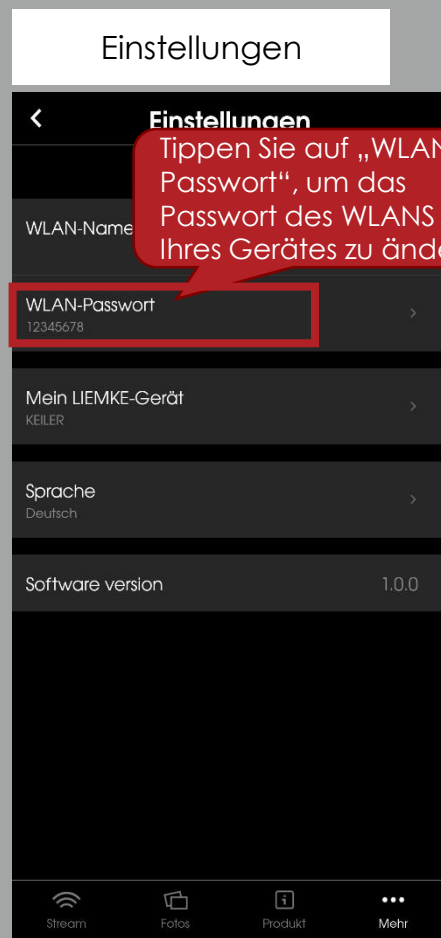 Einstellungen
Einstellungen
Tippen Sie auf „WLAN
Passwort“, um das
Passwort des WLANS
Ihres Gerätes zu ände
WLAN-Name
WLAN-Passwort
12345678
Mein LIEMKE-Gerät
KEILER
Sprache
Deutsch
Software version 1.0.0
Stream Fotos Produkt Mehr